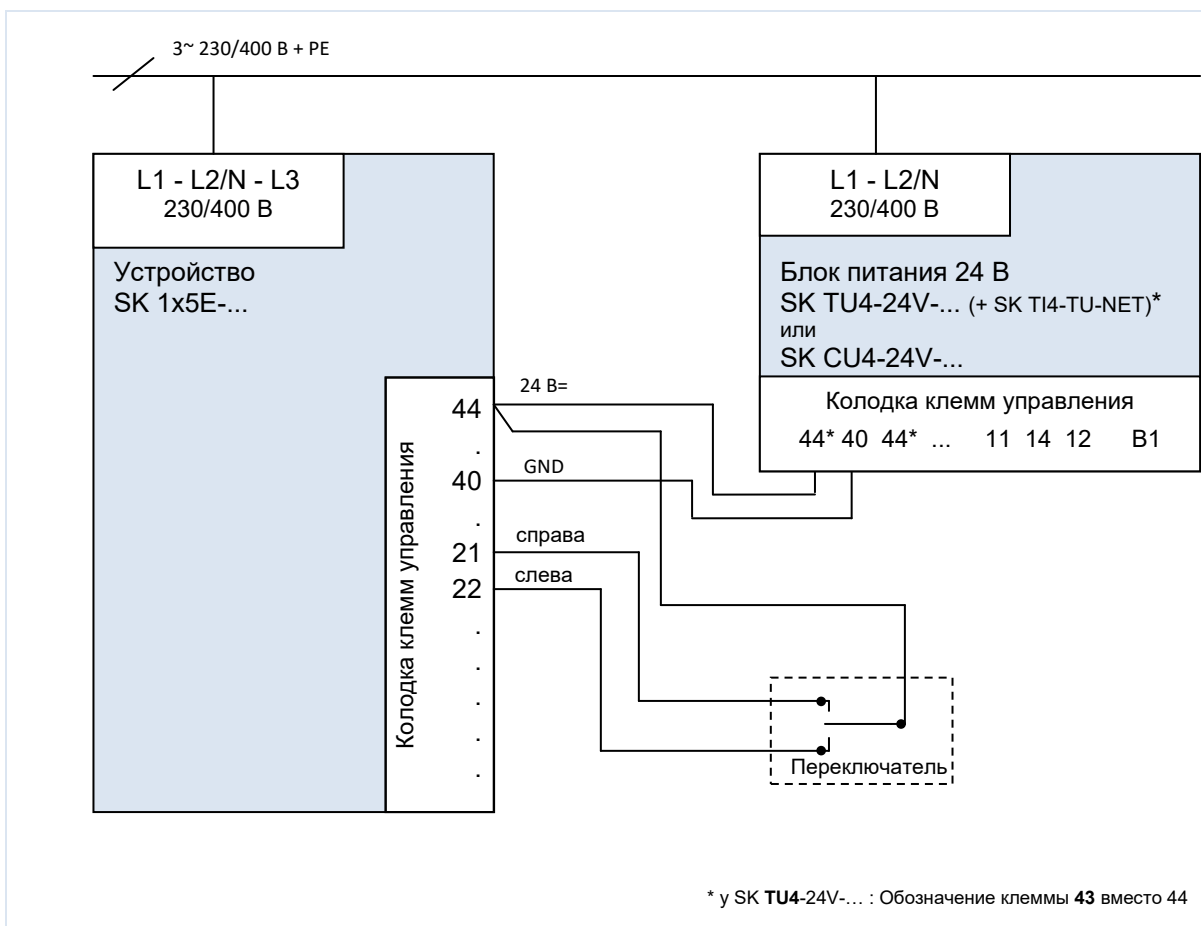 3~ 230/400 В + PE
L1 - L2/N - L3
230/400 В
Устройство
SK 1x5E-...
Колодка клемм управления
44
.
40
.
21
22
.
.
.
.
.
24 В=
GND
справа
слева
L1 - L2/N
230/400 В
Блок питания 24 В
SK TU4-24V-... (+ SK TI4-TU-NET)*
или
SK CU4-24V-...
Колодка клемм управления
44* 40 44* ... 11 14 12 B1
Переключатель
* у SK TU4-24V-... : Обозначение клеммы 43 вместо 44